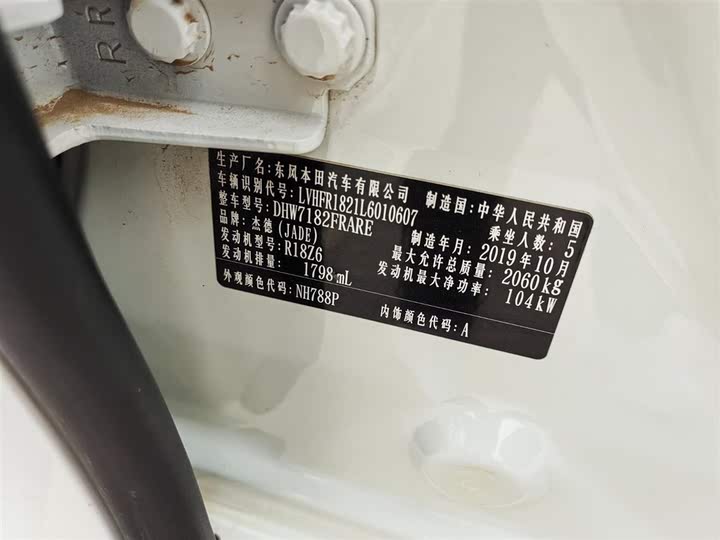 R R
生产厂名:东风本田汽车有限公司 制造国:中华人民共和国
车辆识别代号:LVHFR1821L6010607 乘坐人数:5
整车型号:DHW7182FRARE 制造年月:2019年10月
品牌:杰德(JADE) 最大允许总质量:2060kg
发动机型号:R18Z6 发动机最大净功率:104kW
发动机排量:1798mL
外观颜色代码:NH788P 内饰颜色代码:A